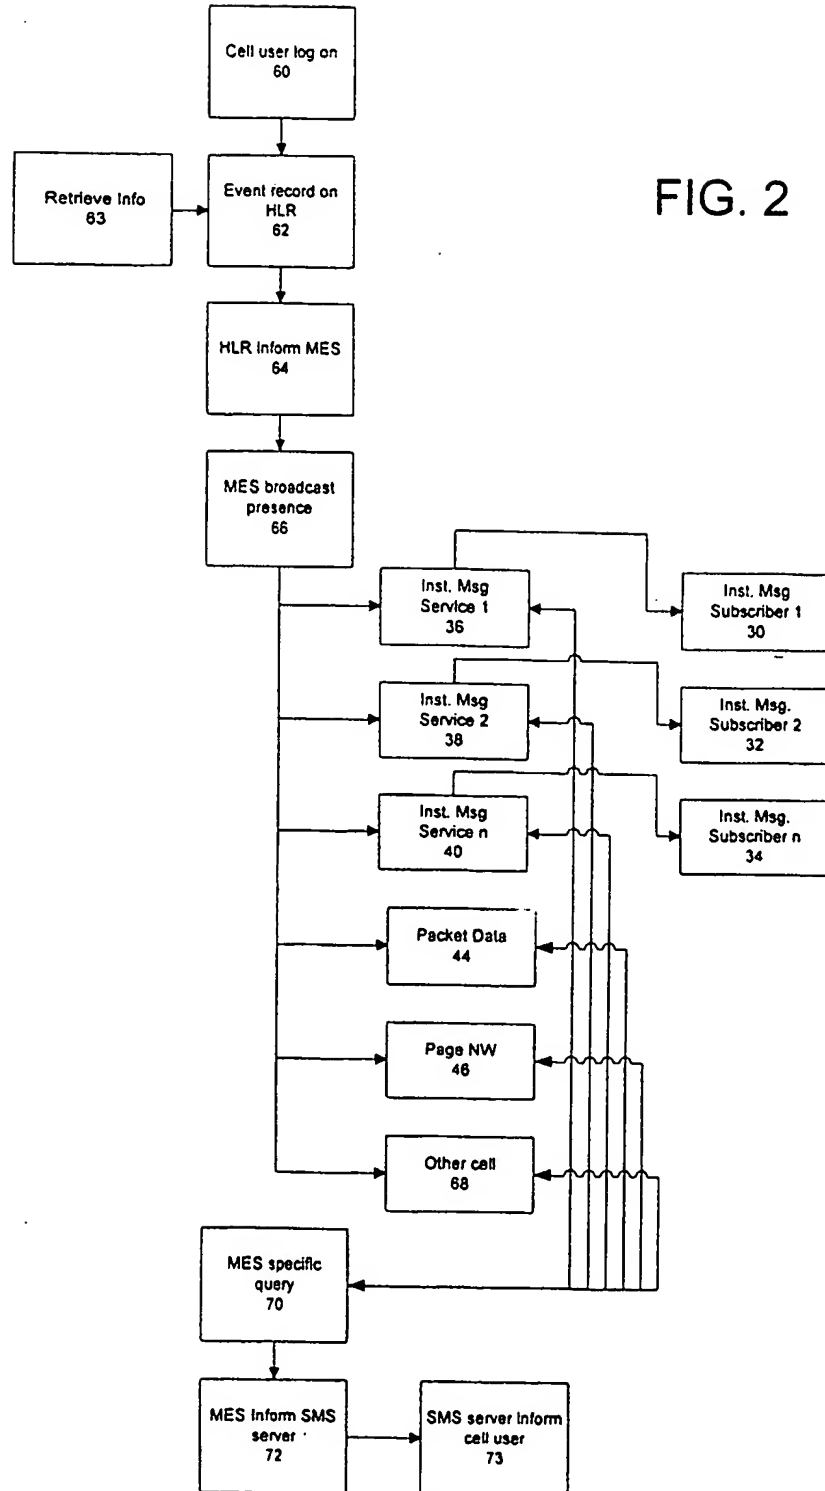 Cell user log on
60
FIG. 2
Retrieve Info
63
Event record on
HLR
62
HLR Inform MES
64
MES broadcast
presence
66
Inst. Msg
Service 1
36
Inst. Msg
Subscriber 1
30
Inst. Msg
Service 2
38
Inst. Msg.
Subscriber 2
32
Inst. Msg
Service n
40
Inst. Msg.
Subscriber n
34
Packet Data
44
Page NW
46
Other cell
68
MES specific
query
70
MES Inform SMS
server
72
SMS server Inform
cell user
73